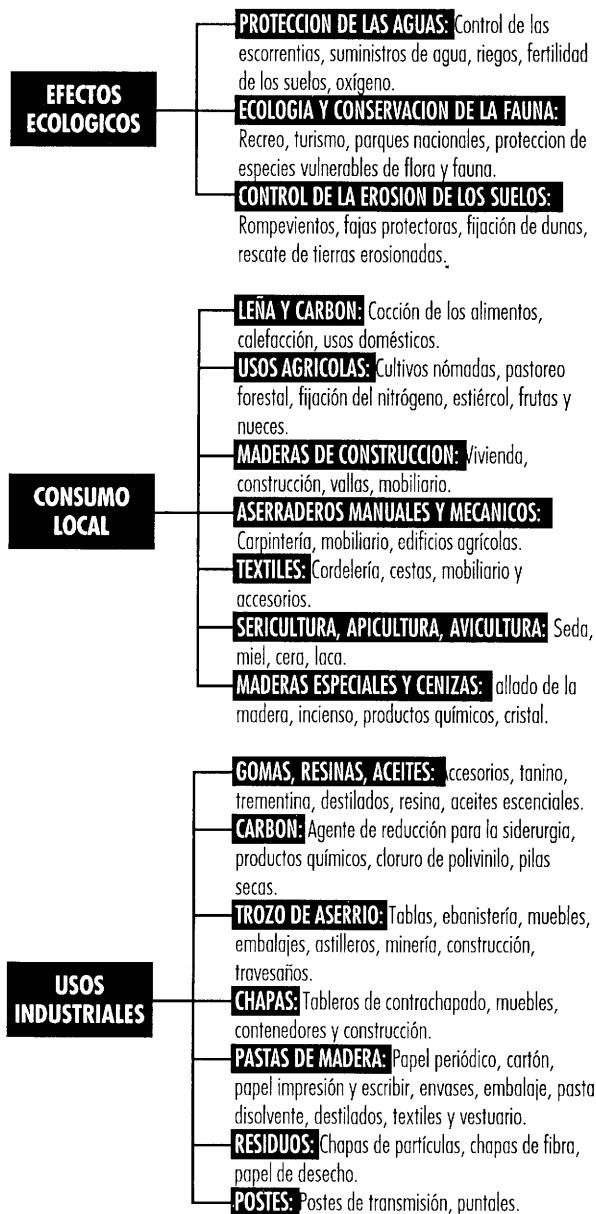 PROTECCION DE LAS AGUAS: Control de las
escorrentias, suministros de agua, riegos, fertilidad
de los suelos, oxígeno.
EFECTOS
ECOLOGICOS
ECOLOGIA Y CONSERVACION DE LA FAUNA:
Recreo, turismo, parques nacionales, proteccion de
especies vulnerables de flora y fauna.
CONTROL DE LA EROSION DE LOS SUELOS:
Rompevientos, fajas protectoras, fijación de dunas,
rescate de tierras erosionadas.
LEÑA Y CARBON: Cocción de los alimentos,
calefacción, usos domésticos.
USOS AGRICOLAS: Cultivos nómadas, pastoreo
forestal, fijación del nitrógeno, estiércol, frutas y
nueces.
MADERAS DE CONSTRUCCION: Vivienda,
construcción, vallas, mobiliario.
CONSUMO
LOCAL
ASERRADEROS MANUALES Y MECANICOS:
Carpintería, mobiliario, edificios agrícolas.
TEXTILES: Cordelería, cestas, mobiliario y
accesorios.
SERICULTURA, APICULTURA, AVICULTURA: Seda,
miel, cera, laca.
MADERAS ESPECIALES Y CENIZAS: allado de la
madera, incienso, productos químicos, cristal.
GOMAS, RESINAS, ACEITES: Accesorios, tanino,
trementina, destilados, resina, aceites escenciales.
CARBON: Agente de reducción para la siderurgia,
productos químicos, cloruro de polivinilo, pilas
secas.
TROZO DE ASERRIO: Tablas, ebanistería, muebles,
embalajes, astilleros, minería, construcción,
travesaños.
USOS
INDUSTRIALES
CHAPAS: Tableros de contrachapado, muebles,
contenedores y construcción.
PASTAS DE MADERA: Papel periódico, cartón,
papel impresión y escribir, envases, embalaje, pasta
disolvente, destilados, textiles y vestuario.
RESIDUOS: Chapas de partículas, chapas de fibra,
papel de desecho.
POSTES: Postes de transmisión, puntales.